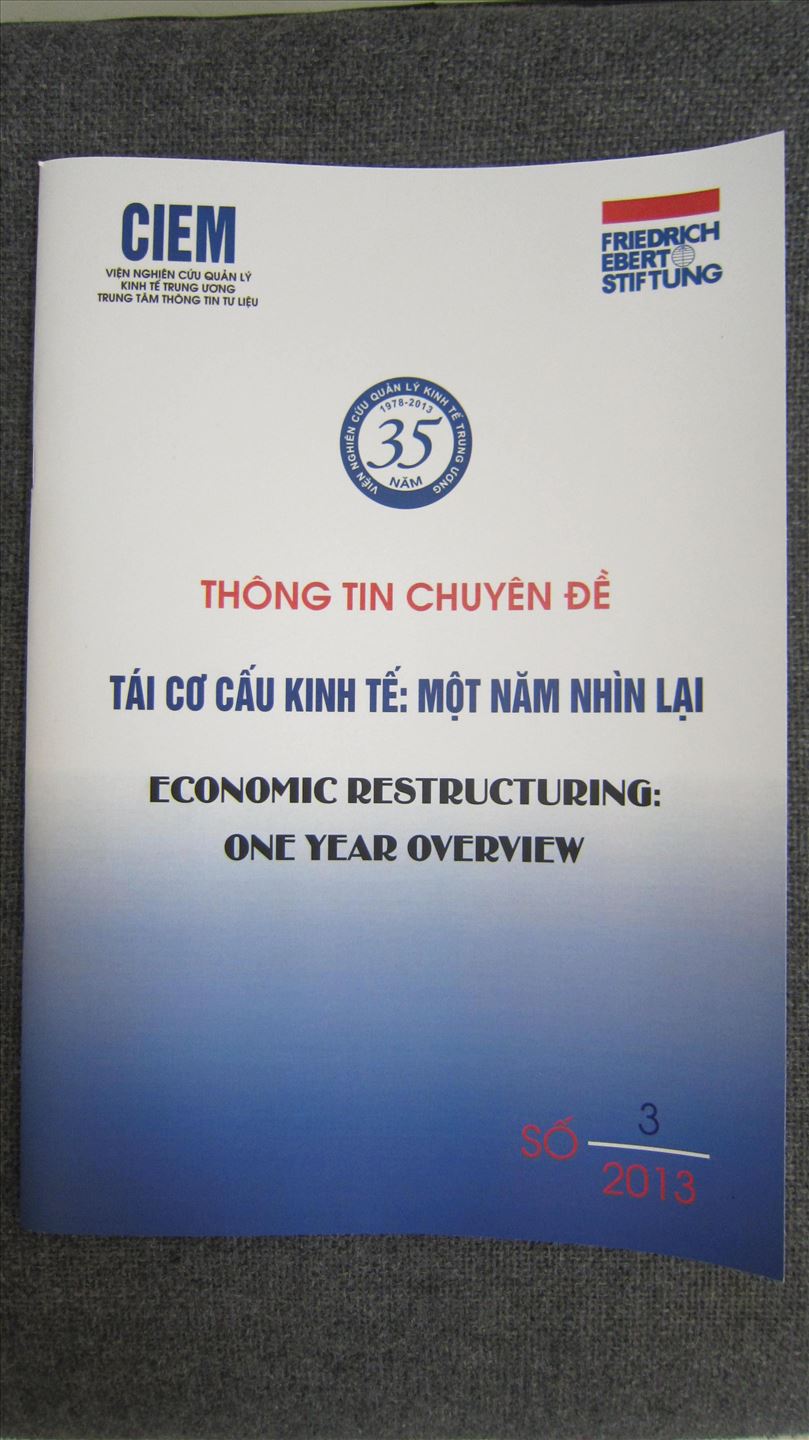 CIEM
VIỆN NGHIÊN CỨU QUẢN LÝ
KINH TẾ TRUNG ƯƠNG
TRUNG TÂM THÔNG TIN TƯ LIỆU
FRIEDRICH
EBERT
STIFTUNG
VIỆN NGHIÊN CỨU QUẢN LÝ KINH TẾ TRUNG ƯƠNG
1978-2013
35
NĂM
THÔNG TIN CHUYÊN ĐỀ
TÁI CƠ CẤU KINH TẾ: MỘT NĂM NHÌN LẠI
ECONOMIC RESTRUCTURING:
ONE YEAR OVERVIEW
SỐ 3
2013